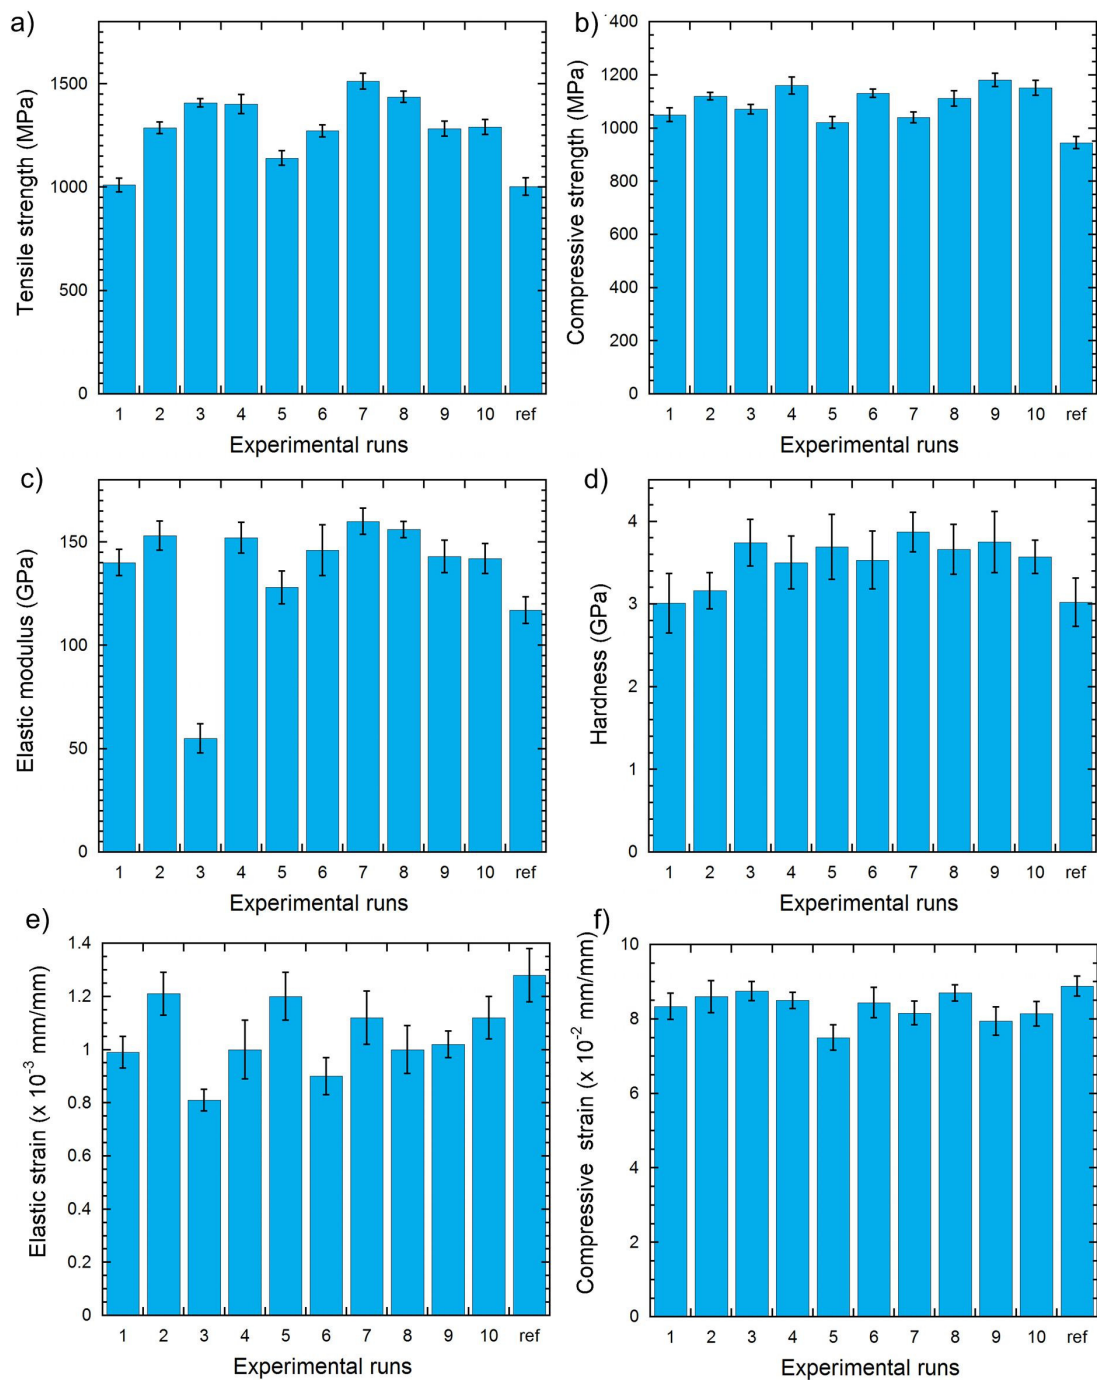 a)
Tensile strength (MPa)
1500
1000
500
0
1 2 3 4 5 6 7 8 9 10 ref
Experimental runs
b)
Compressive strength (MPa)
1400
1200
1000
800
600
400
200
0
1 2 3 4 5 6 7 8 9 10 ref
Experimental runs
c)
Elastic modulus (GPa)
150
100
50
0
1 2 3 4 5 6 7 8 9 10 ref
Experimental runs
d)
Hardness (GPa)
4
3
2
1
0
1 2 3 4 5 6 7 8 9 10 ref
Experimental runs
e)
Elastic strain (x 10⁻³ mm/mm)
1.4
1.2
1.0
0.8
0.6
0.4
0.2
0
1 2 3 4 5 6 7 8 9 10 ref
Experimental runs
f)
Compressive strain (x 10⁻² mm/mm)
10
8
6
4
2
0
1 2 3 4 5 6 7 8 9 10 ref
Experimental runs